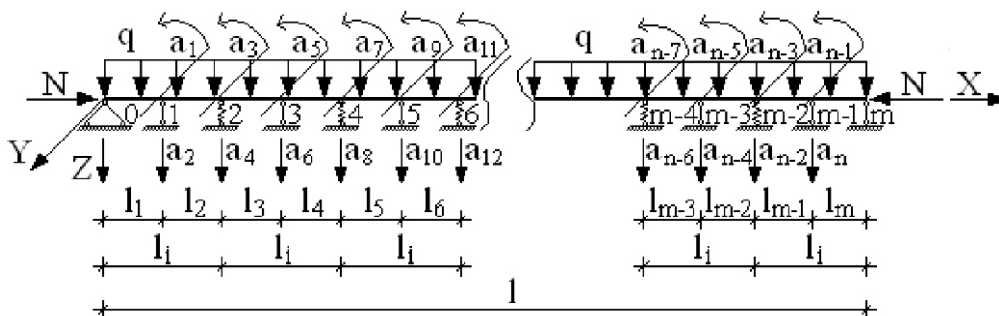 q a₁ a₃ a₅ a₇ a₉ a₁₁ q aₙ₋₇ aₙ₋₅ aₙ₋₃ aₙ₋₁
N N X
0 1 2 3 4 5 6 m-4 m-3 m-2 m-1 m
Y
Z a₂ a₄ a₆ a₈ a₁₀ a₁₂ aₙ₋₆ aₙ₋₄ aₙ₋₂ aₙ
l₁ l₂ l₃ l₄ l₅ l₆ lₘ₋₃ lₘ₋₂ lₘ₋₁ lₘ
lᵢ lᵢ lᵢ lᵢ lᵢ
l